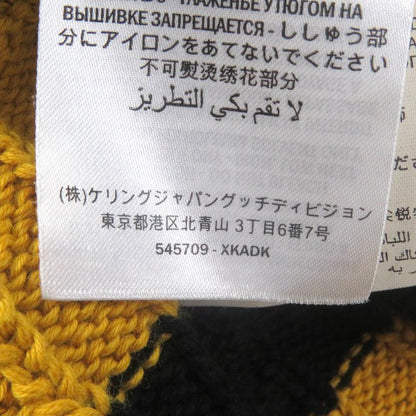 ГЛАЖЕНЬЕ УТЮГОМ НА
ВЫШИВКЕ ЗАПРЕЩАЕТСЯ - ししゅう部
分にアイロンをあてないでください
不可熨烫绣花部分
لا تقم بكي التطريز
(株)ケリングジャパングッチディビジョン
東京都港区北青山 3丁目6番7号
545709 - XKADK